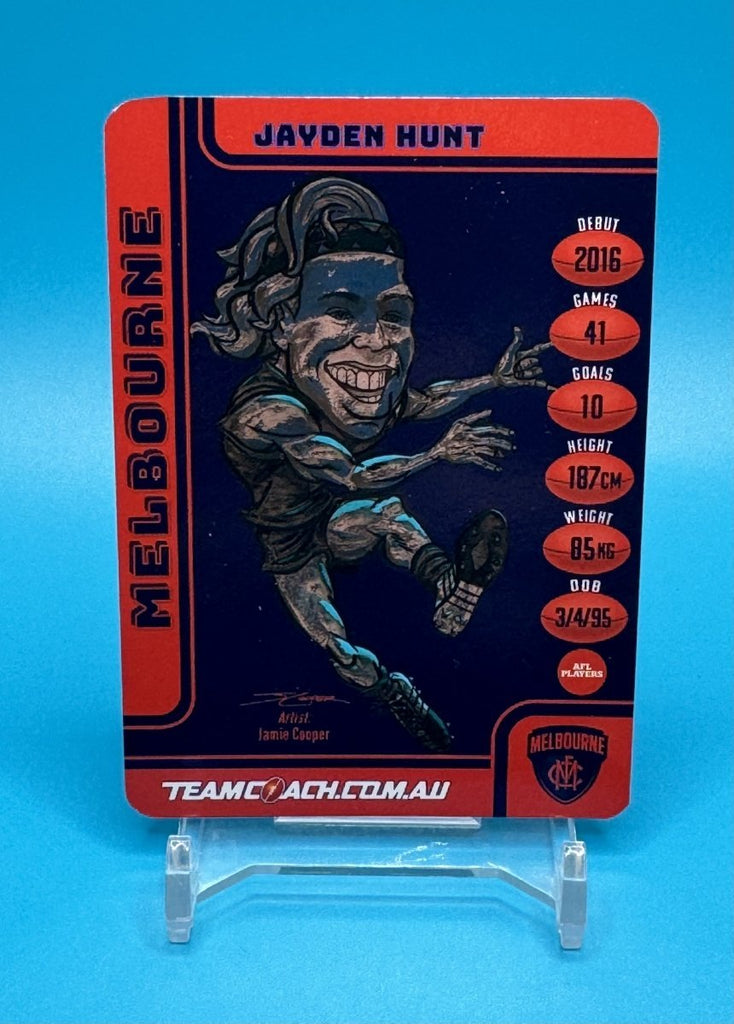 JAYDEN HUNT
MELBOURNE
DEBUT
2016
GAMES
41
GOALS
10
HEIGHT
187CM
WEIGHT
85KG
DOB
3/4/95
AFL
PLAYERS
Artist:
Jamie Cooper
TEAMCOACH.COM.AU
MELBOURNE
MFC